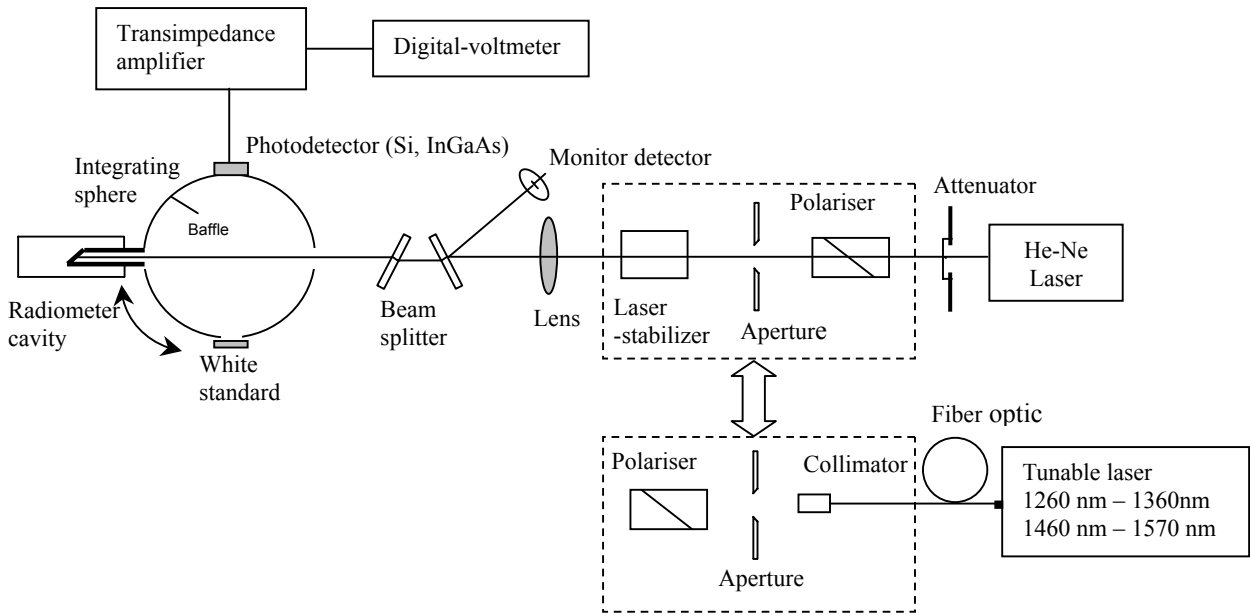 Transimpedance
amplifier
Digital-voltmeter
Photodetector (Si, InGaAs)
Monitor detector
Integrating
sphere
Baffle
Radiometer
cavity
White
standard
Beam
splitter
Lens
Laser
-stabilizer
Aperture
Polariser
Attenuator
He-Ne
Laser
Polariser
Aperture
Collimator
Fiber optic
Tunable laser
1260 nm – 1360nm
1460 nm – 1570 nm